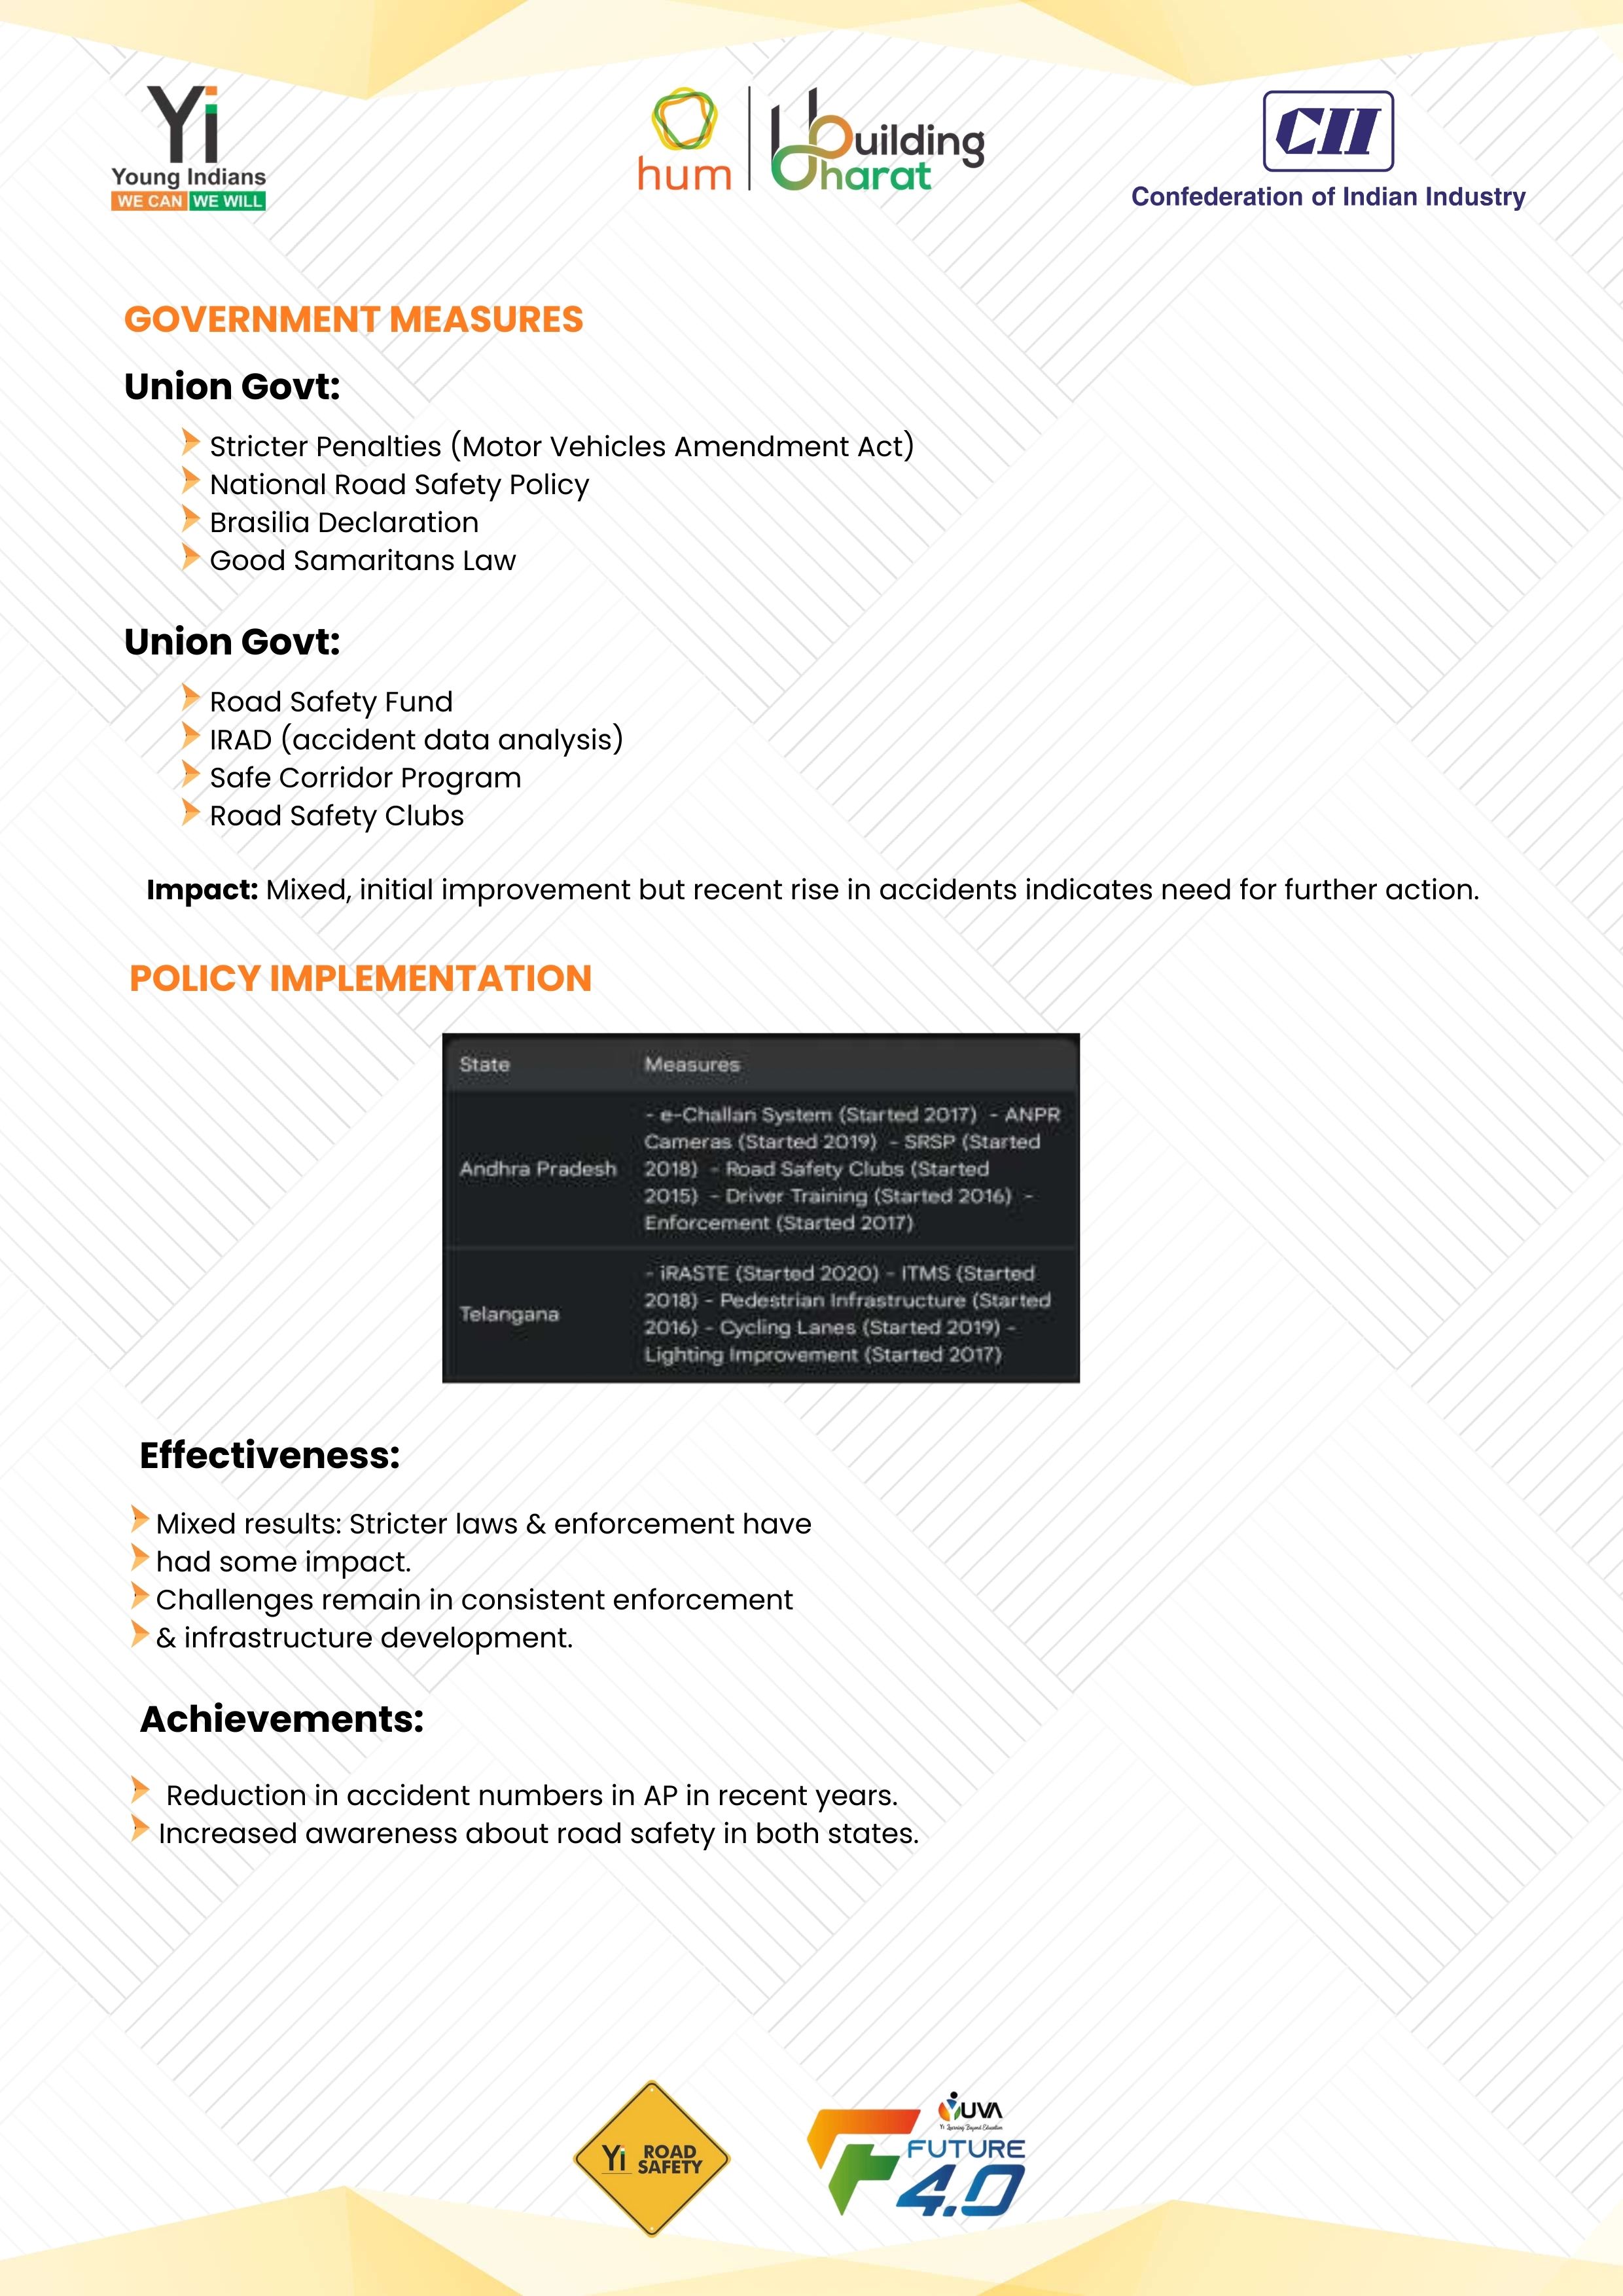 Yi
Young Indians
WE CAN WE WILL
hum
Building
Bharat
CII
Confederation of Indian Industry
GOVERNMENT MEASURES
Union Govt:
Stricter Penalties (Motor Vehicles Amendment Act)
National Road Safety Policy
Brasilia Declaration
Good Samaritans Law
Union Govt:
Road Safety Fund
IRAD (accident data analysis)
Safe Corridor Program
Road Safety Clubs
Impact: Mixed, initial improvement but recent rise in accidents indicates need for further action.
POLICY IMPLEMENTATION
State Measures
- e-Challan System (Started 2017) - ANPR
Cameras (Started 2019) - SRSP (Started
Andhra Pradesh 2018) - Road Safety Clubs (Started
2015) - Driver Training (Started 2016) -
Enforcement (Started 2017)
- iRASTE (Started 2020) - ITMS (Started
2018) - Pedestrian Infrastructure (Started
Telangana
2016) - Cycling Lanes (Started 2019) -
Lighting Improvement (Started 2017)
Effectiveness:
Mixed results: Stricter laws & enforcement have
had some impact.
Challenges remain in consistent enforcement
& infrastructure development.
Achievements:
Reduction in accident numbers in AP in recent years.
Increased awareness about road safety in both states.
Yi ROAD
SAFETY
YUVA
Yi Learning Beyond Education
FUTURE
4.0